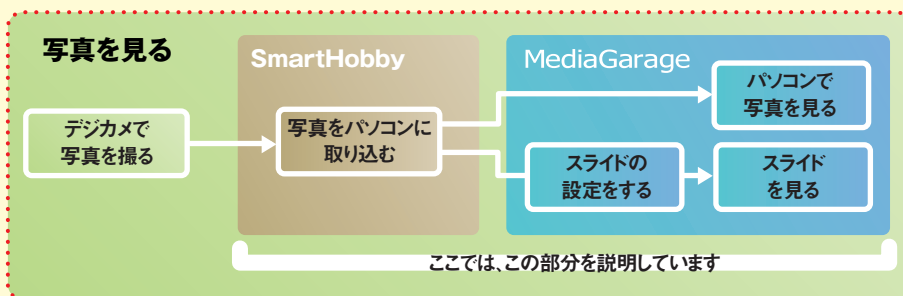 写真を見る
SmartHobby
MediaGarage
デジカメで
写真を撮る
写真をパソコンに
取り込む
パソコンで
写真を見る
スライドの
設定をする
スライド
を見る
ここでは、この部分を説明しています